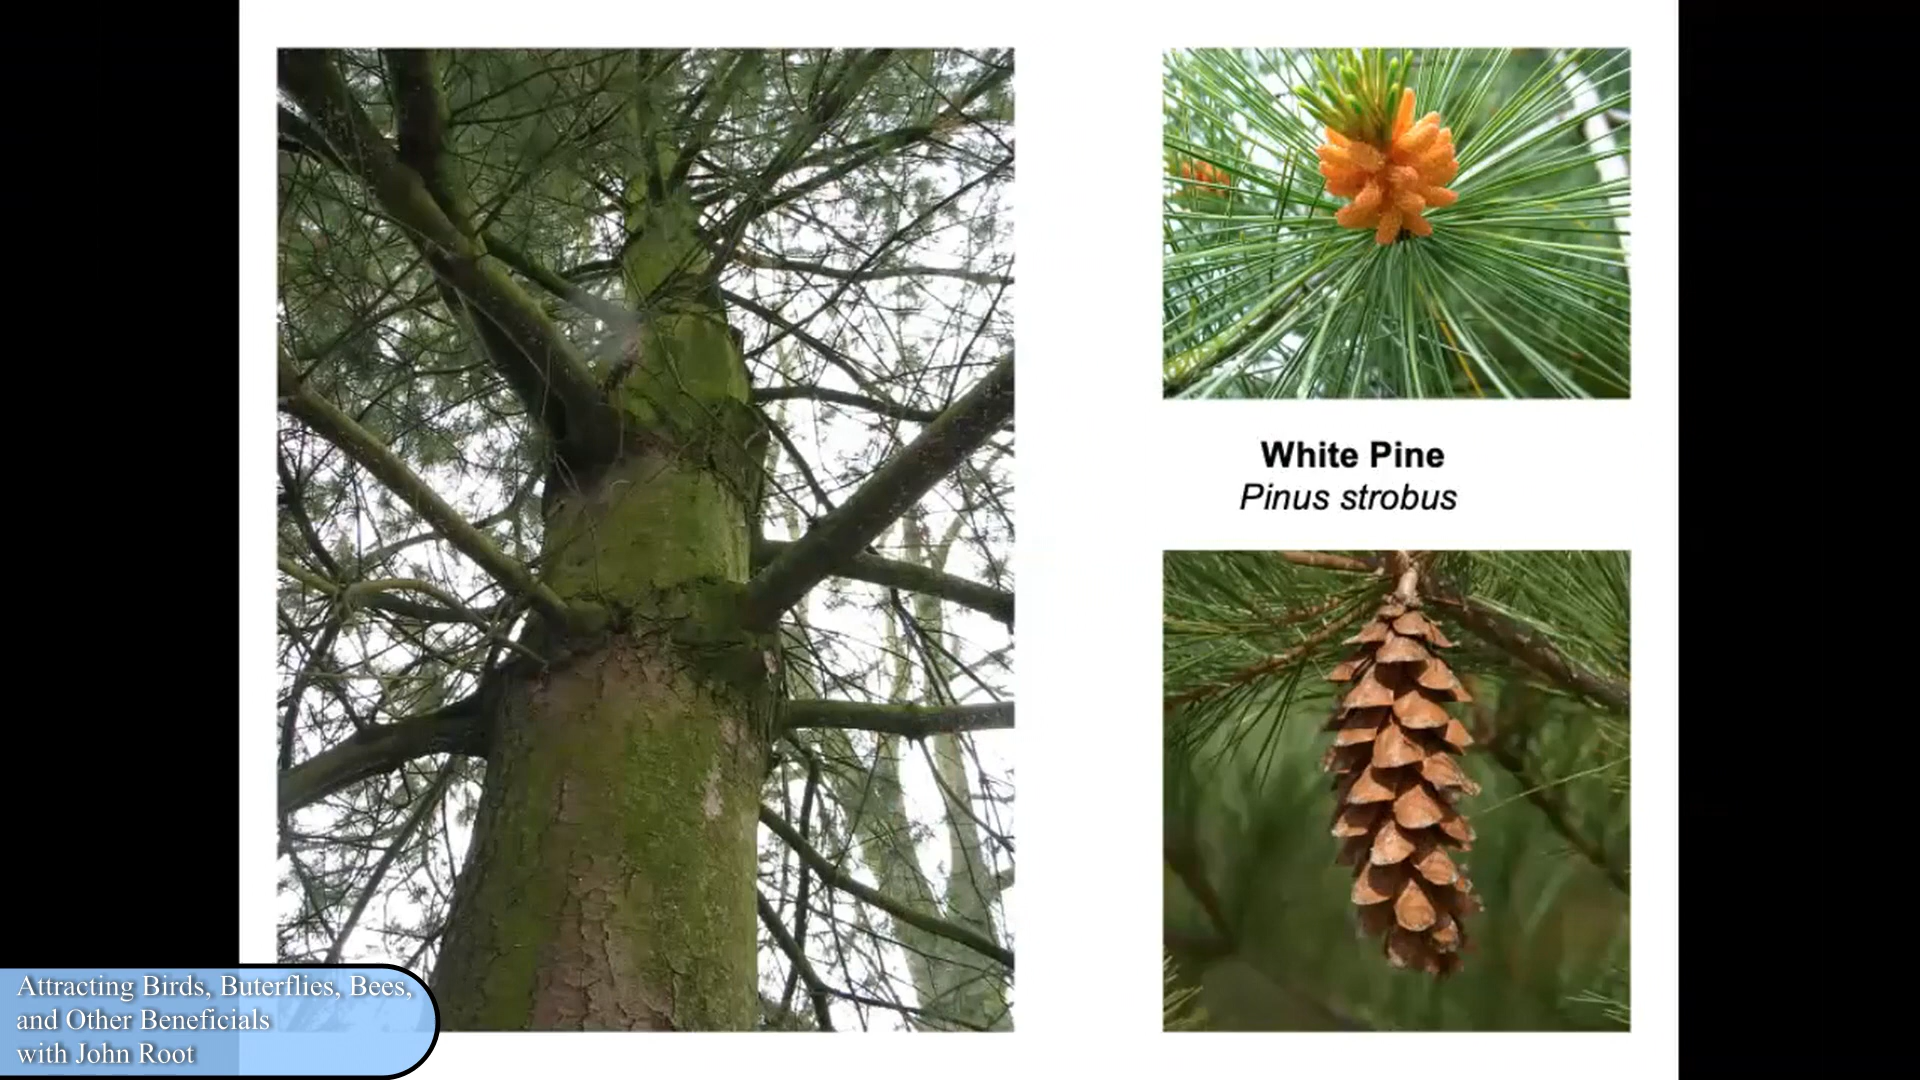 White Pine
Pinus strobus
Attracting Birds, Buterflies, Bees,
and Other Beneficials
with John Root